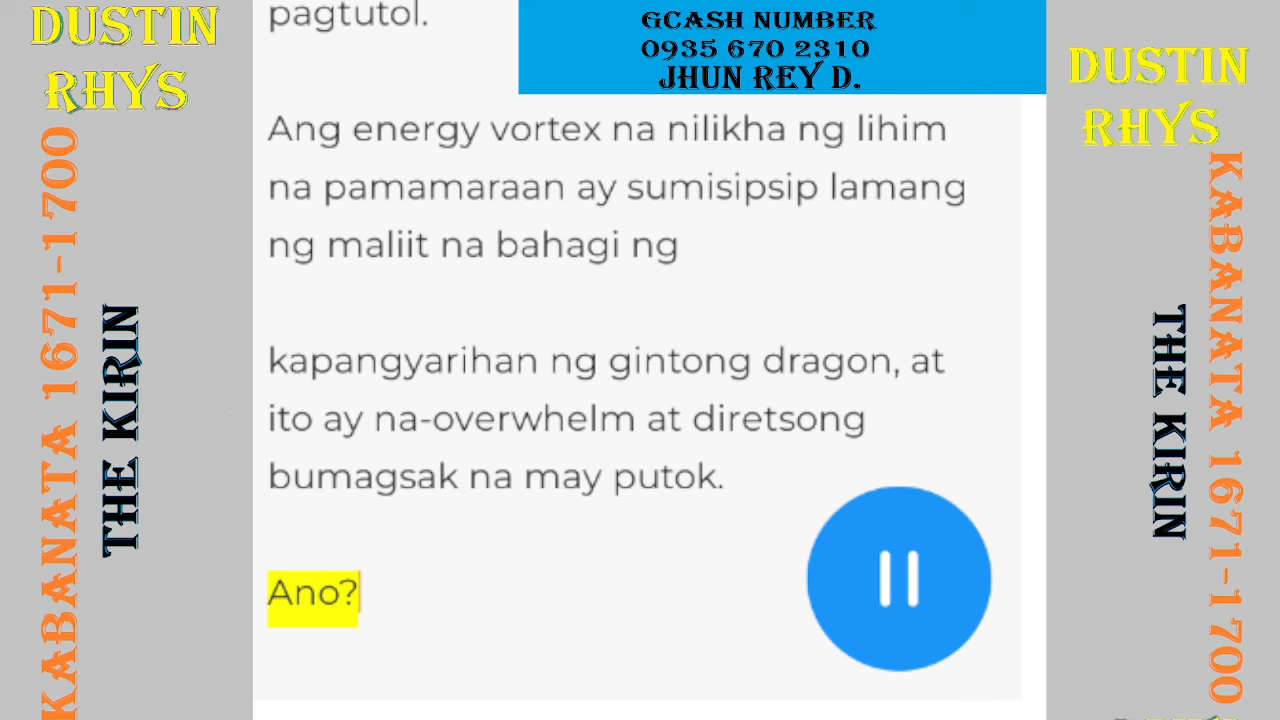 DUSTIN
RHYS
KABANATA 1671-1700
THE KIRIN
pagtutol.
GCASH NUMBER
0935 670 2310
JHUN REY D.
Ang energy vortex na nilikha ng lihim
na pamamaraan ay sumisipsip lamang
ng maliit na bahagi ng
kapangyarihan ng gintong dragon, at
ito ay na-overwhelm at diretsong
bumagsak na may putok.
Ano?
DUSTIN
RHYS
KABANATA 1671-1700
THE KIRIN